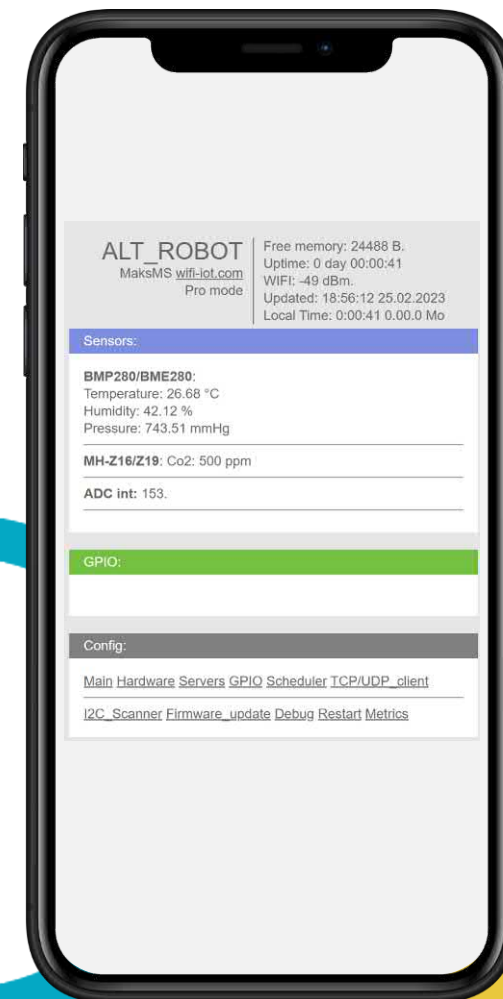 ALT_ROBOT
MaksMS wifi-iot.com
Pro mode
Free memory: 24488 B.
Uptime: 0 day 00:00:41
WIFI: -49 dBm.
Updated: 18:56:12 25.02.2023
Local Time: 0:00:41 0.00.0 Mo
Sensors:
BMP280/BME280:
Temperature: 26.68 °C
Humidity: 42.12 %
Pressure: 743.51 mmHg
MH-Z16/Z19: Co2: 500 ppm
ADC int: 153.
GPIO:
Config:
Main Hardware Servers GPIO Scheduler TCP/UDP_client
I2C_Scanner Firmware_update Debug Restart Metrics